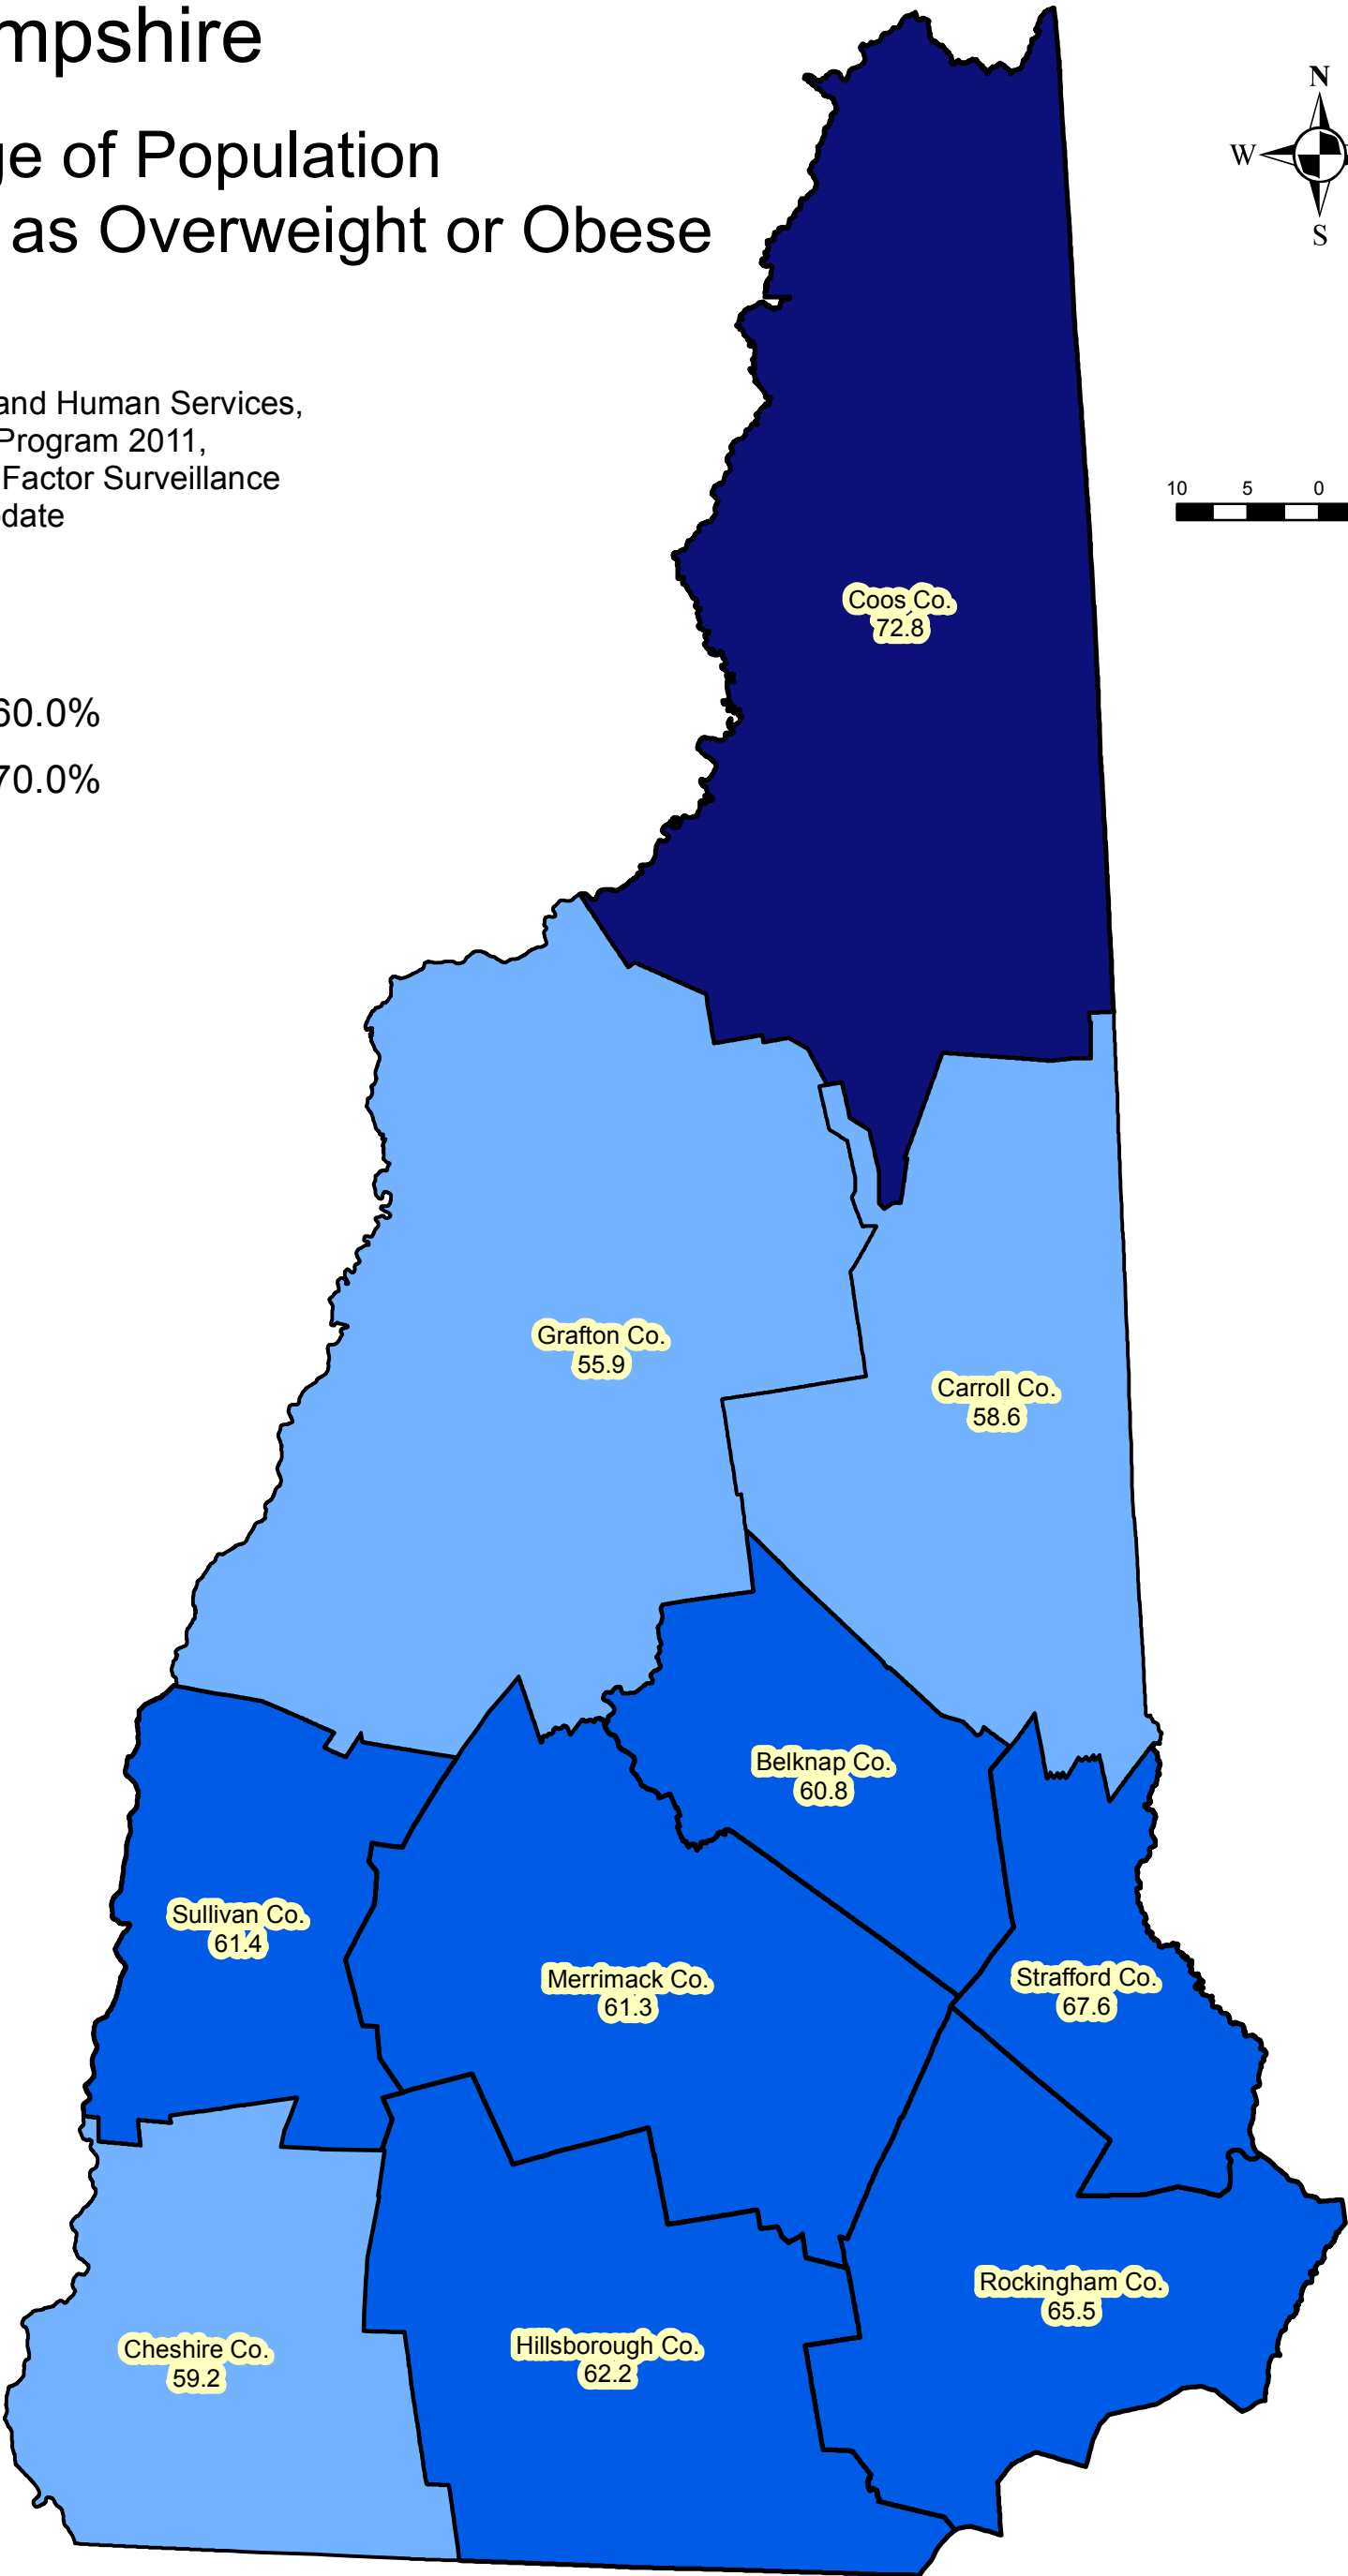 mpshire
ge of Population
as Overweight or Obese
and Human Services,
Program 2011,
Factor Surveillance
date
60.0%
70.0%
N
W
S
10 5 0
Coos Co.
72.8
Grafton Co.
55.9
Carroll Co.
58.6
Belknap Co.
60.8
Sullivan Co.
61.4
Merrimack Co.
61.3
Strafford Co.
67.6
Rockingham Co.
65.5
Hillsborough Co.
62.2
Cheshire Co.
59.2